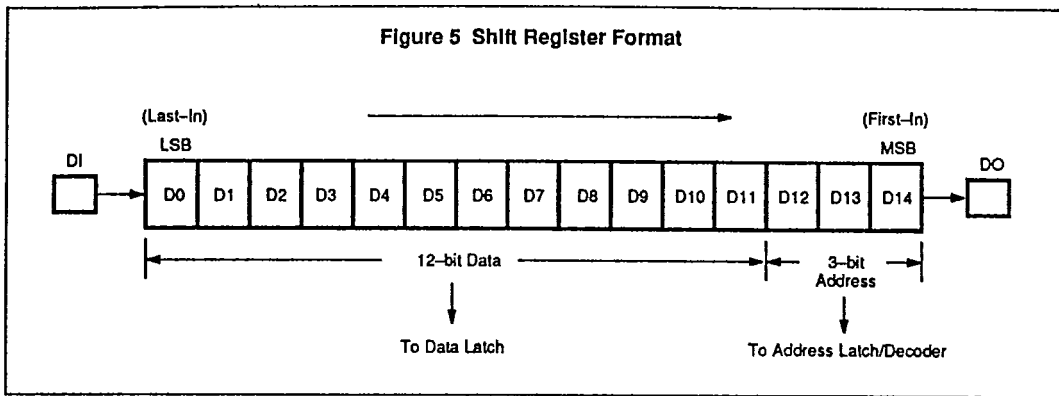 Figure 5 Shift Register Format
(Last–In)
(First–In)
LSB
MSB
DI
DO
D0 D1 D2 D3 D4 D5 D6 D7 D8 D9 D10 D11 D12 D13 D14
12–bit Data
3–bit
Address
To Data Latch
To Address Latch/Decoder